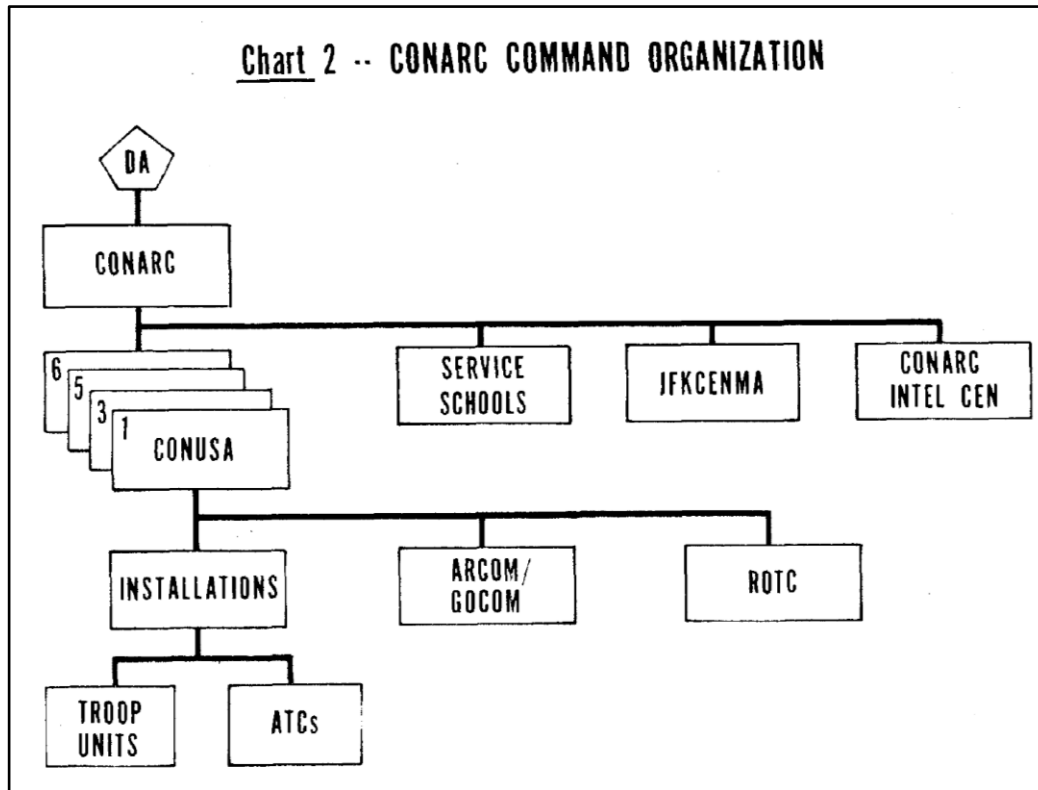 Chart 2 -- CONARC COMMAND ORGANIZATION
DA
CONARC
6
5
3
1
CONUSA
SERVICE
SCHOOLS
JFKCENMA
CONARC
INTEL CEN
INSTALLATIONS
ARCOM/
GOCOM
ROTC
TROOP
UNITS
ATCs